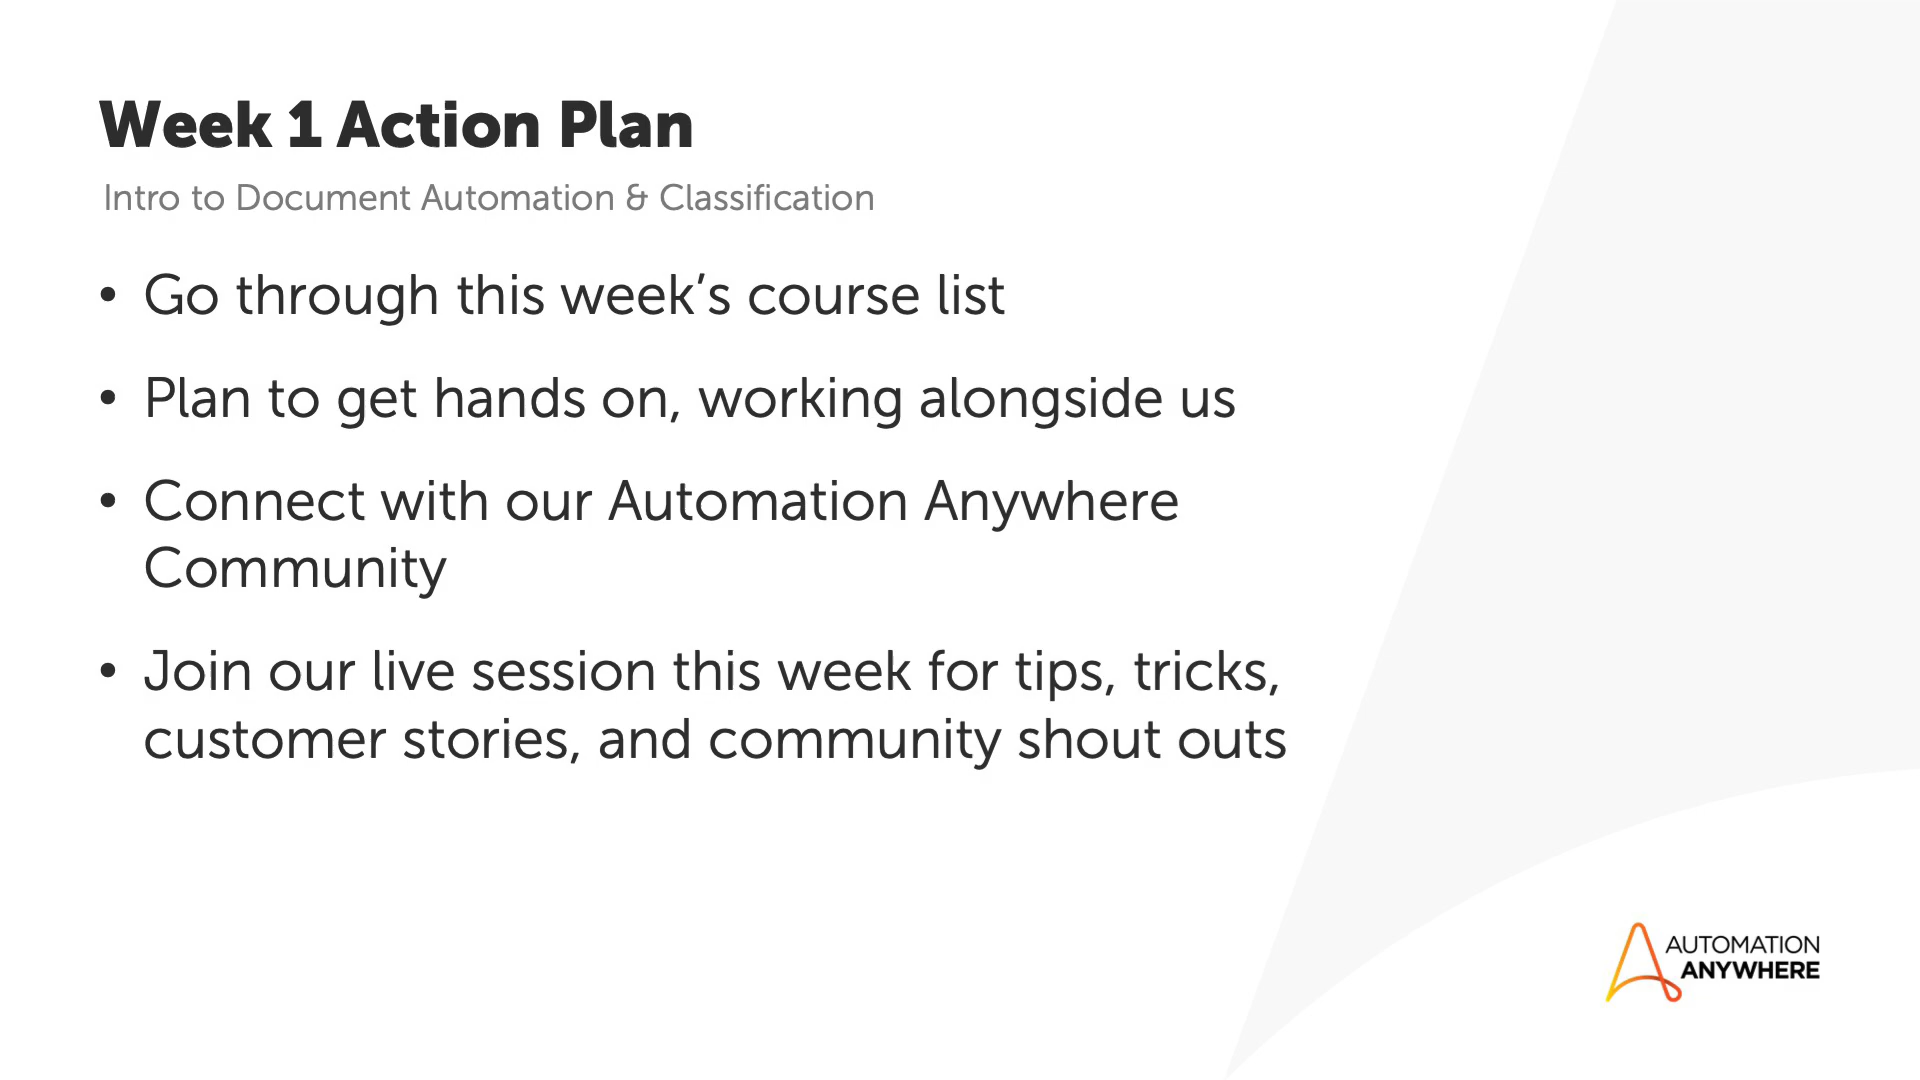 Week 1 Action Plan
Intro to Document Automation & Classification
• Go through this week’s course list
• Plan to get hands on, working alongside us
• Connect with our Automation Anywhere
Community
• Join our live session this week for tips, tricks,
customer stories, and community shout outs
AUTOMATION
ANYWHERE